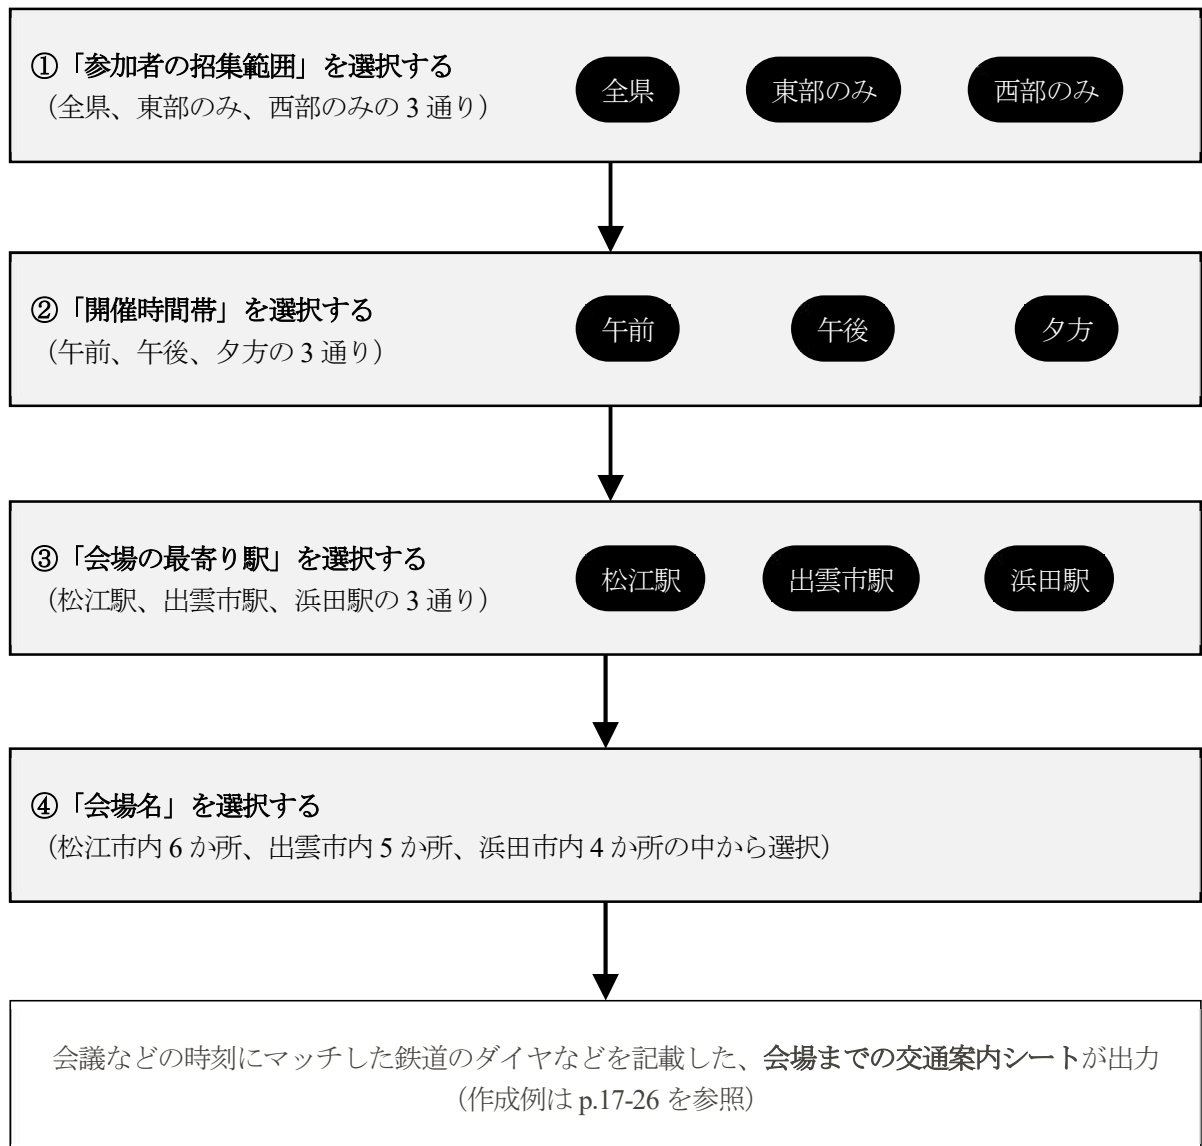 ①「参加者の招集範囲」を選択する
（全県、東部のみ、西部のみの 3 通り）
全県 東部のみ 西部のみ
②「開催時間帯」を選択する
（午前、午後、夕方の 3 通り）
午前 午後 夕方
③「会場の最寄り駅」を選択する
（松江駅、出雲市駅、浜田駅の 3 通り）
松江駅 出雲市駅 浜田駅
④「会場名」を選択する
（松江市内 6 か所、出雲市内 5 か所、浜田市内 4 か所の中から選択）
会議などの時刻にマッチした鉄道のダイヤなどを記載した、会場までの交通案内シートが出力
（作成例は p.17-26 を参照）